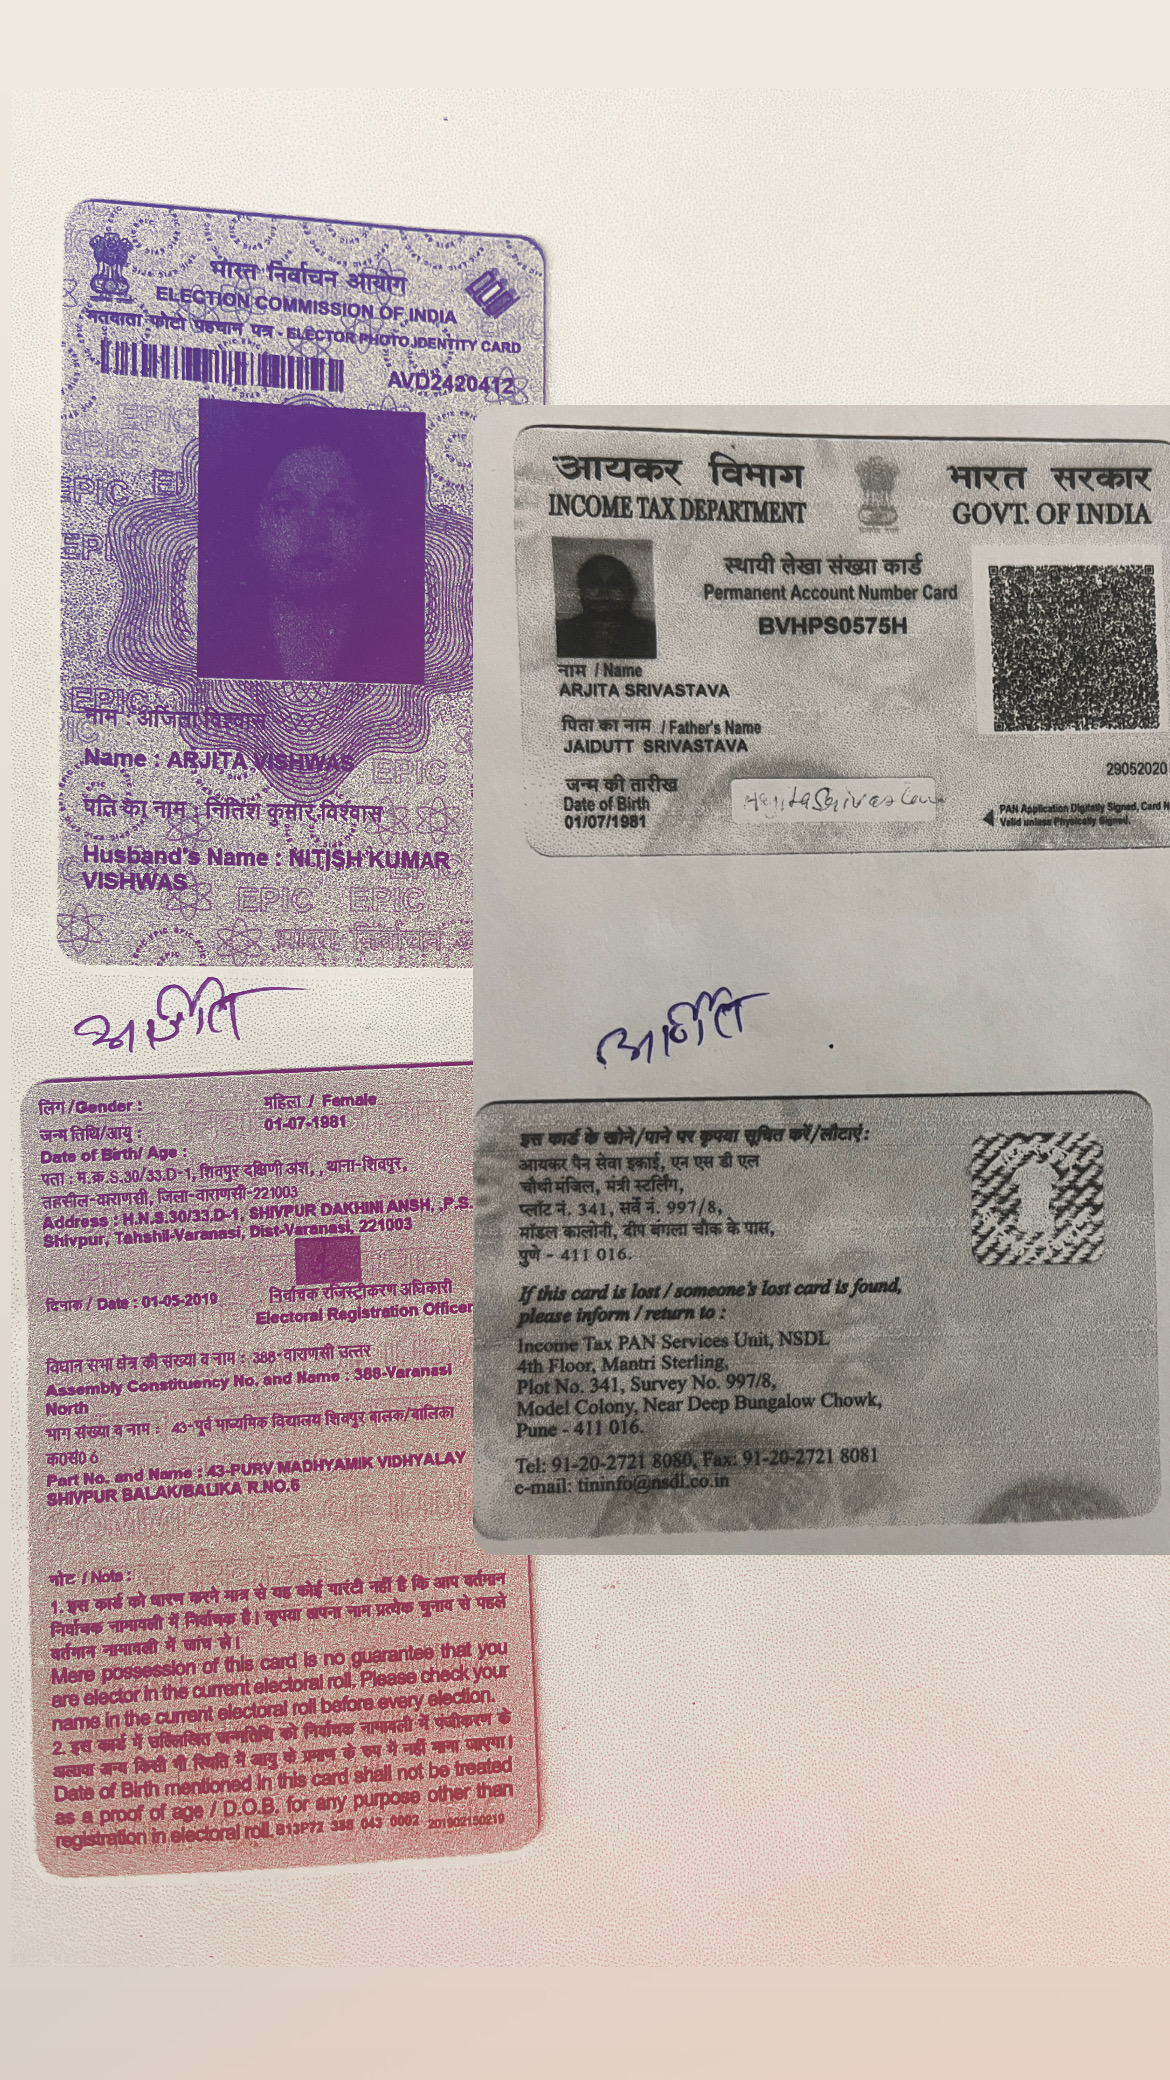 भारत निर्वाचन आयोग
ELECTION COMMISSION OF INDIA
मतदाता फोटो पहचान पत्र - ELECTOR PHOTO IDENTITY CARD
AVD2420412
EPIC
EPIC
EPIC
EPIC
नाम : अर्जिता विश्वास
Name : ARJITA VISHWAS
EPIC
पति का नाम : नितिश कुमार विश्वास
Husband's Name : NITISH KUMAR
VISHWAS
EPIC EPIC
भारत निर्वाचन
लिंग /Gender : महिला / Female
जन्म तिथि/आयु : 01-07-1981
Date of Birth/ Age :
पता : म.क्र.S.30/33.D-1, शिवपुर दक्षिणी अंश, , थाना-शिवपुर,
तहसील-वाराणसी, जिला-वाराणसी-221003
Address : H.N.S.30/33,D-1, SHIVPUR DAKHINI ANSH, ,P.S.
Shivpur, Tahshil-Varanasi, Dist-Varanasi, 221003
दिनांक / Date : 01-05-2019
निर्वाचक रजिस्ट्रीकरण अधिकारी
Electoral Registration Officer
विधान सभा क्षेत्र की संख्या व नाम : 388-वाराणसी उत्तर
Assembly Constituency No. and Name : 388-Varanasi
North
भाग संख्या व नाम : 43-पूर्व माध्यमिक विद्यालय शिवपुर बालक/बालिका
क0सं0 6
Part No. and Name : 43-PURV MADHYAMIK VIDHYALAY
SHIVPUR BALAK/BALIKA R.NO.6
नोट / Note :
1. इस कार्ड को धारण करने मात्र से यह कोई गारंटी नहीं है कि आप वर्तमान
निर्वाचक नामावली में निर्वाचक हैं। कृपया अपना नाम प्रत्येक चुनाव से पहले
वर्तमान नामावली में जांच लें।
Mere possession of this card is no guarantee that you
are elector in the current electoral roll. Please check your
name in the current electoral roll before every election.
2. इस कार्ड में उल्लिखित जन्मतिथि को निर्वाचक नामावली में पंजीकरण के
अलावा अन्य किसी भी स्थिति में आयु के प्रमाण के रूप में नहीं माना जाएगा।
Date of Birth mentioned in this card shall not be treated
as a proof of age / D.O.B. for any purpose other than
registration in electoral roll. B13P72 388 043 0002 201902150219
आयकर विभाग
INCOME TAX DEPARTMENT
भारत सरकार
GOVT. OF INDIA
स्थायी लेखा संख्या कार्ड
Permanent Account Number Card
BVHPS0575H
नाम / Name
ARJITA SRIVASTAVA
पिता का नाम / Father's Name
JAIDUTT SRIVASTAVA
जन्म की तारीख
Date of Birth
01/07/1981
29052020
PAN Application Digitally Signed, Card N
Valid unless Physically Signed.
इस कार्ड के खोने/पाने पर कृपया सूचित करें/लौटाएं:
आयकर पैन सेवा इकाई, एन एस डी एल
चौथी मंजिल, मंत्री स्टर्लिंग,
प्लॉट नं. 341, सर्वे नं. 997/8,
मॉडल कालोनी, दीप बंगला चौक के पास,
पुणे - 411 016.
If this card is lost / someone's lost card is found,
please inform / return to :
Income Tax PAN Services Unit, NSDL
4th Floor, Mantri Sterling,
Plot No. 341, Survey No. 997/8,
Model Colony, Near Deep Bungalow Chowk,
Pune - 411 016.
Tel: 91-20-2721 8080, Fax: 91-20-2721 8081
e-mail: tininfo@nsdl.co.in